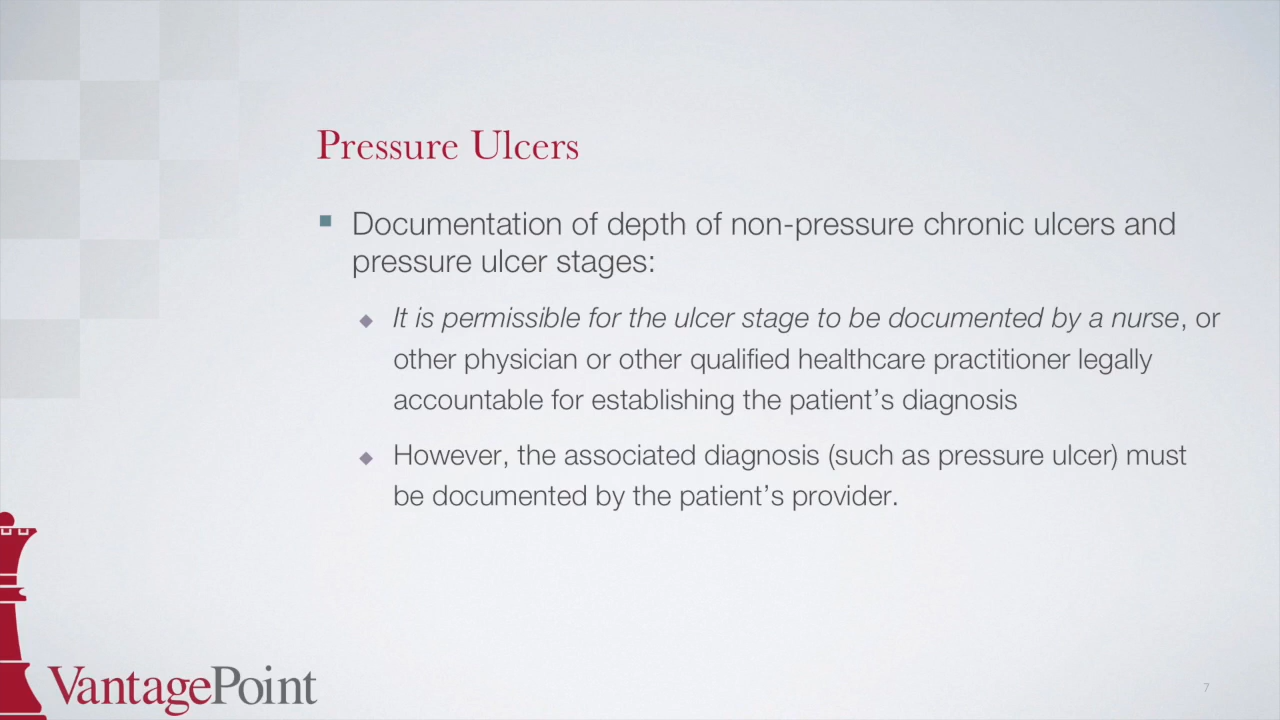 Pressure Ulcers
Documentation of depth of non-pressure chronic ulcers and
pressure ulcer stages:
It is permissible for the ulcer stage to be documented by a nurse, or
other physician or other qualified healthcare practitioner legally
accountable for establishing the patient’s diagnosis
However, the associated diagnosis (such as pressure ulcer) must
be documented by the patient’s provider.
VantagePoint
7